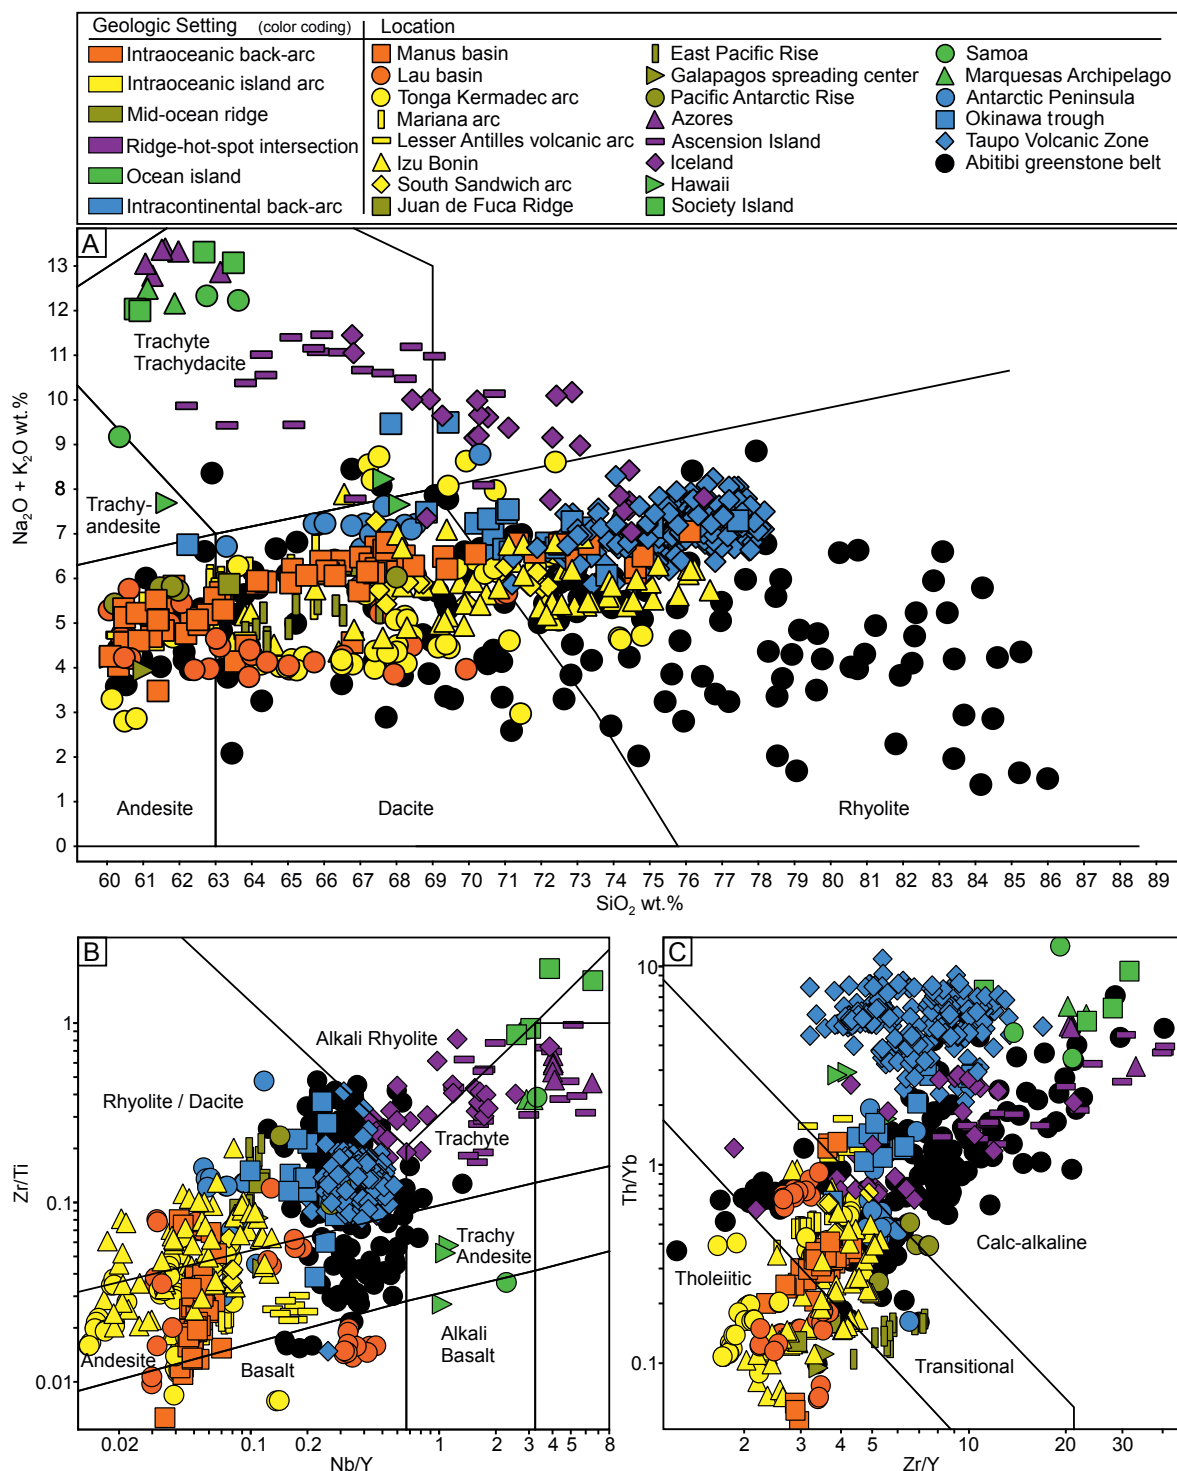 Geologic Setting (color coding) Location
Intraoceanic back-arc
Intraoceanic island arc
Mid-ocean ridge
Ridge-hot-spot intersection
Ocean island
Intracontinental back-arc
Manus basin
Lau basin
Tonga Kermadec arc
Mariana arc
Lesser Antilles volcanic arc
Izu Bonin
South Sandwich arc
Juan de Fuca Ridge
East Pacific Rise
Galapagos spreading center
Pacific Antarctic Rise
Azores
Ascension Island
Iceland
Hawaii
Society Island
Samoa
Marquesas Archipelago
Antarctic Peninsula
Okinawa trough
Taupo Volcanic Zone
Abitibi greenstone belt
A
13
12
11
10
9
8
7
6
5
4
3
2
1
0
Na₂O + K₂O wt.%
Trachyte
Trachydacite
Trachy-
andesite
Andesite
Dacite
Rhyolite
60 61 62 63 64 65 66 67 68 69 70 71 72 73 74 75 76 77 78 79 80 81 82 83 84 85 86 87 88 89
SiO₂ wt.%
B
1
0.1
0.01
Zr/Ti
Alkali Rhyolite
Rhyolite / Dacite
Trachyte
Trachy
Andesite
Alkali
Basalt
Andesite
Basalt
0.02 0.1 0.2 1 2 3 4 5 8
Nb/Y
C
10
1
0.1
Th/Yb
Calc-alkaline
Tholeiitic
Transitional
2 3 4 5 10 20 30
Zr/Y